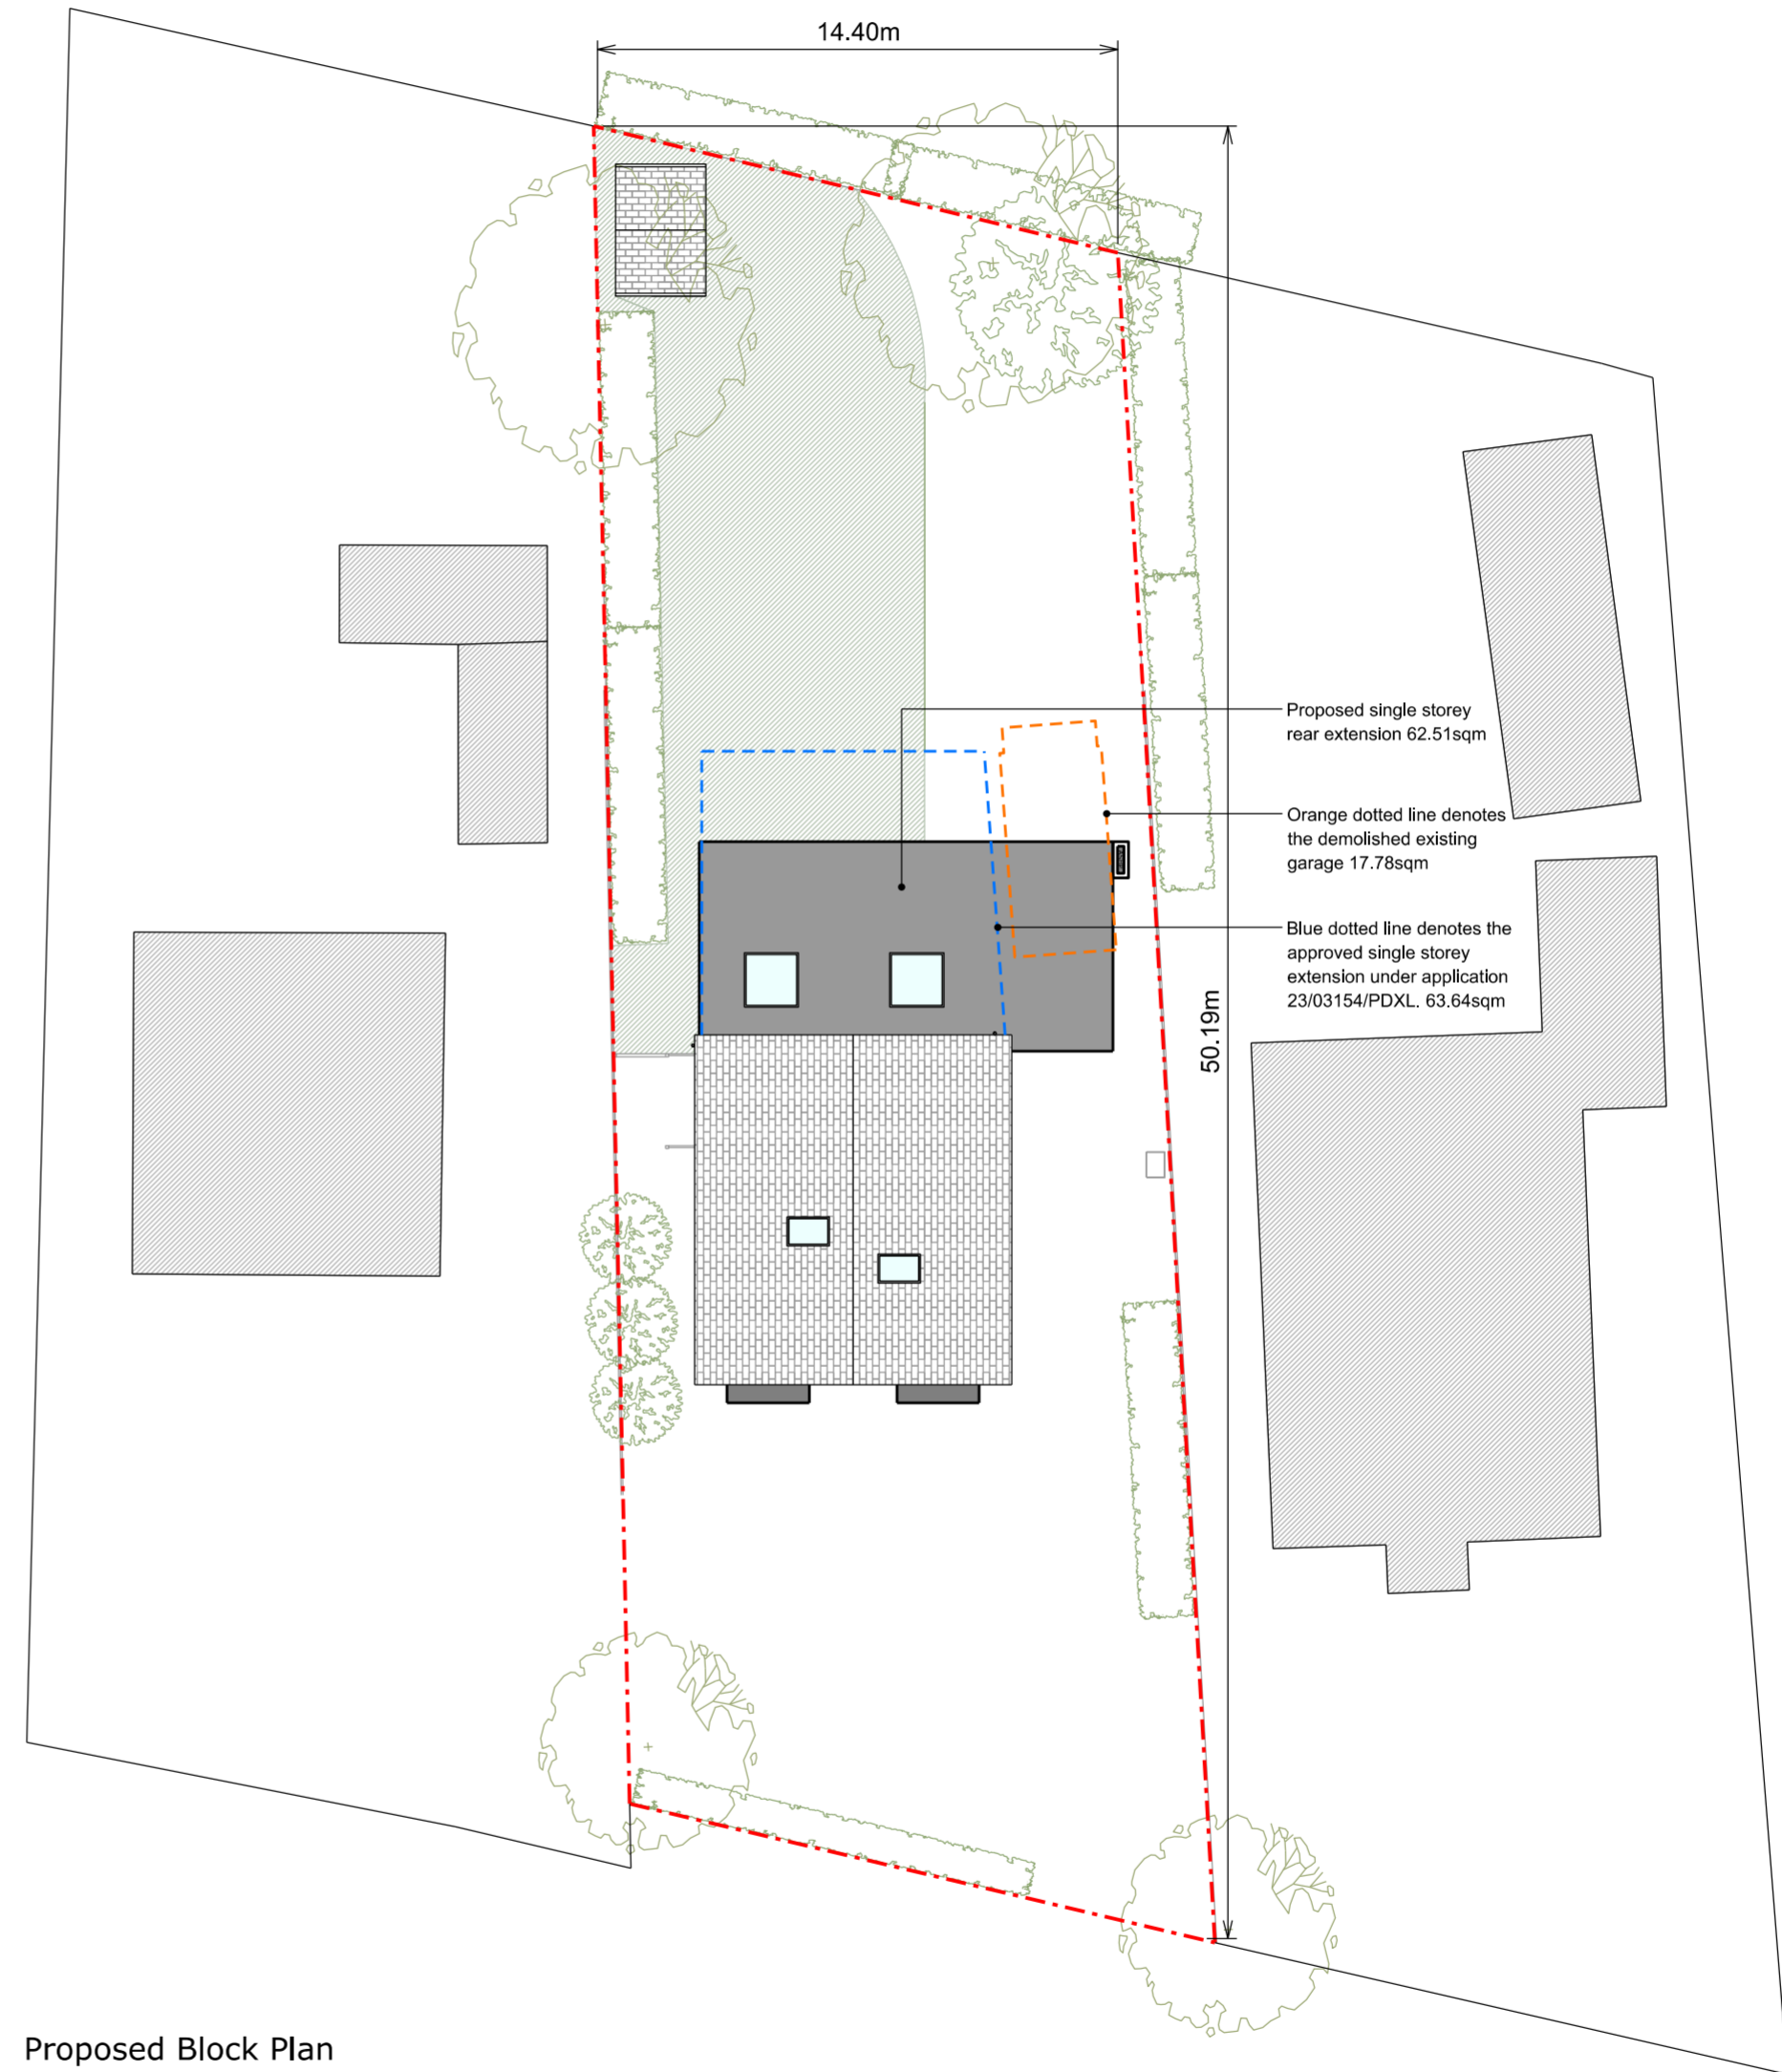 14.40m
Proposed single storey
rear extension 62.51sqm
Orange dotted line denotes
the demolished existing
garage 17.78sqm
Blue dotted line denotes the
approved single storey
extension under application
23/03154/PDXL. 63.64sqm
50.19m
Proposed Block Plan